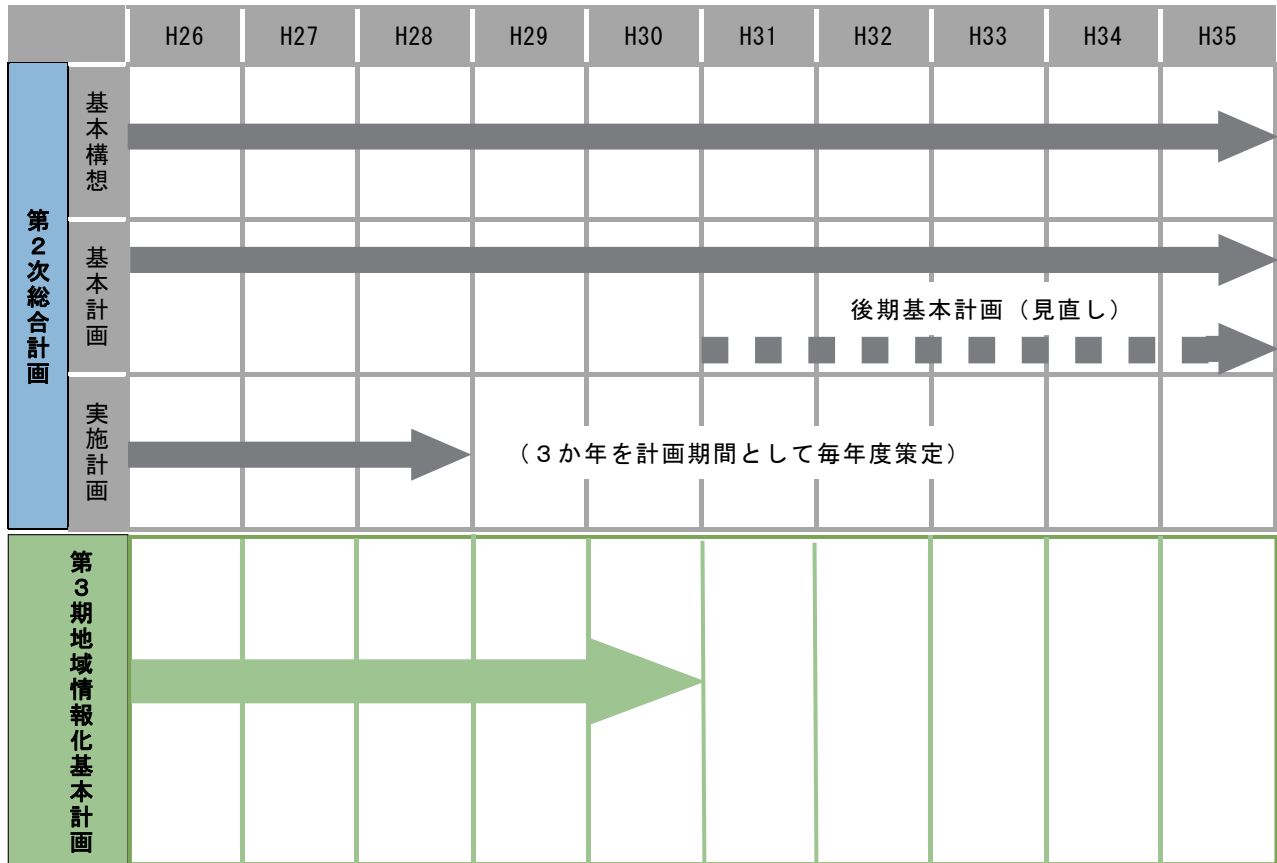 H26 H27 H28 H29 H30 H31 H32 H33 H34 H35
第2次総合計画
基本構想
基本計画
後期基本計画（見直し）
実施計画
（３か年を計画期間として毎年度策定）
第3期地域情報化基本計画